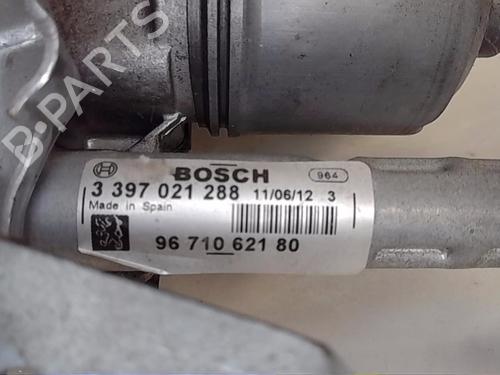 B-PARTS
BOSCH 964
3 397 021 288 11/06/12 3
Made in Spain
96 710 621 80